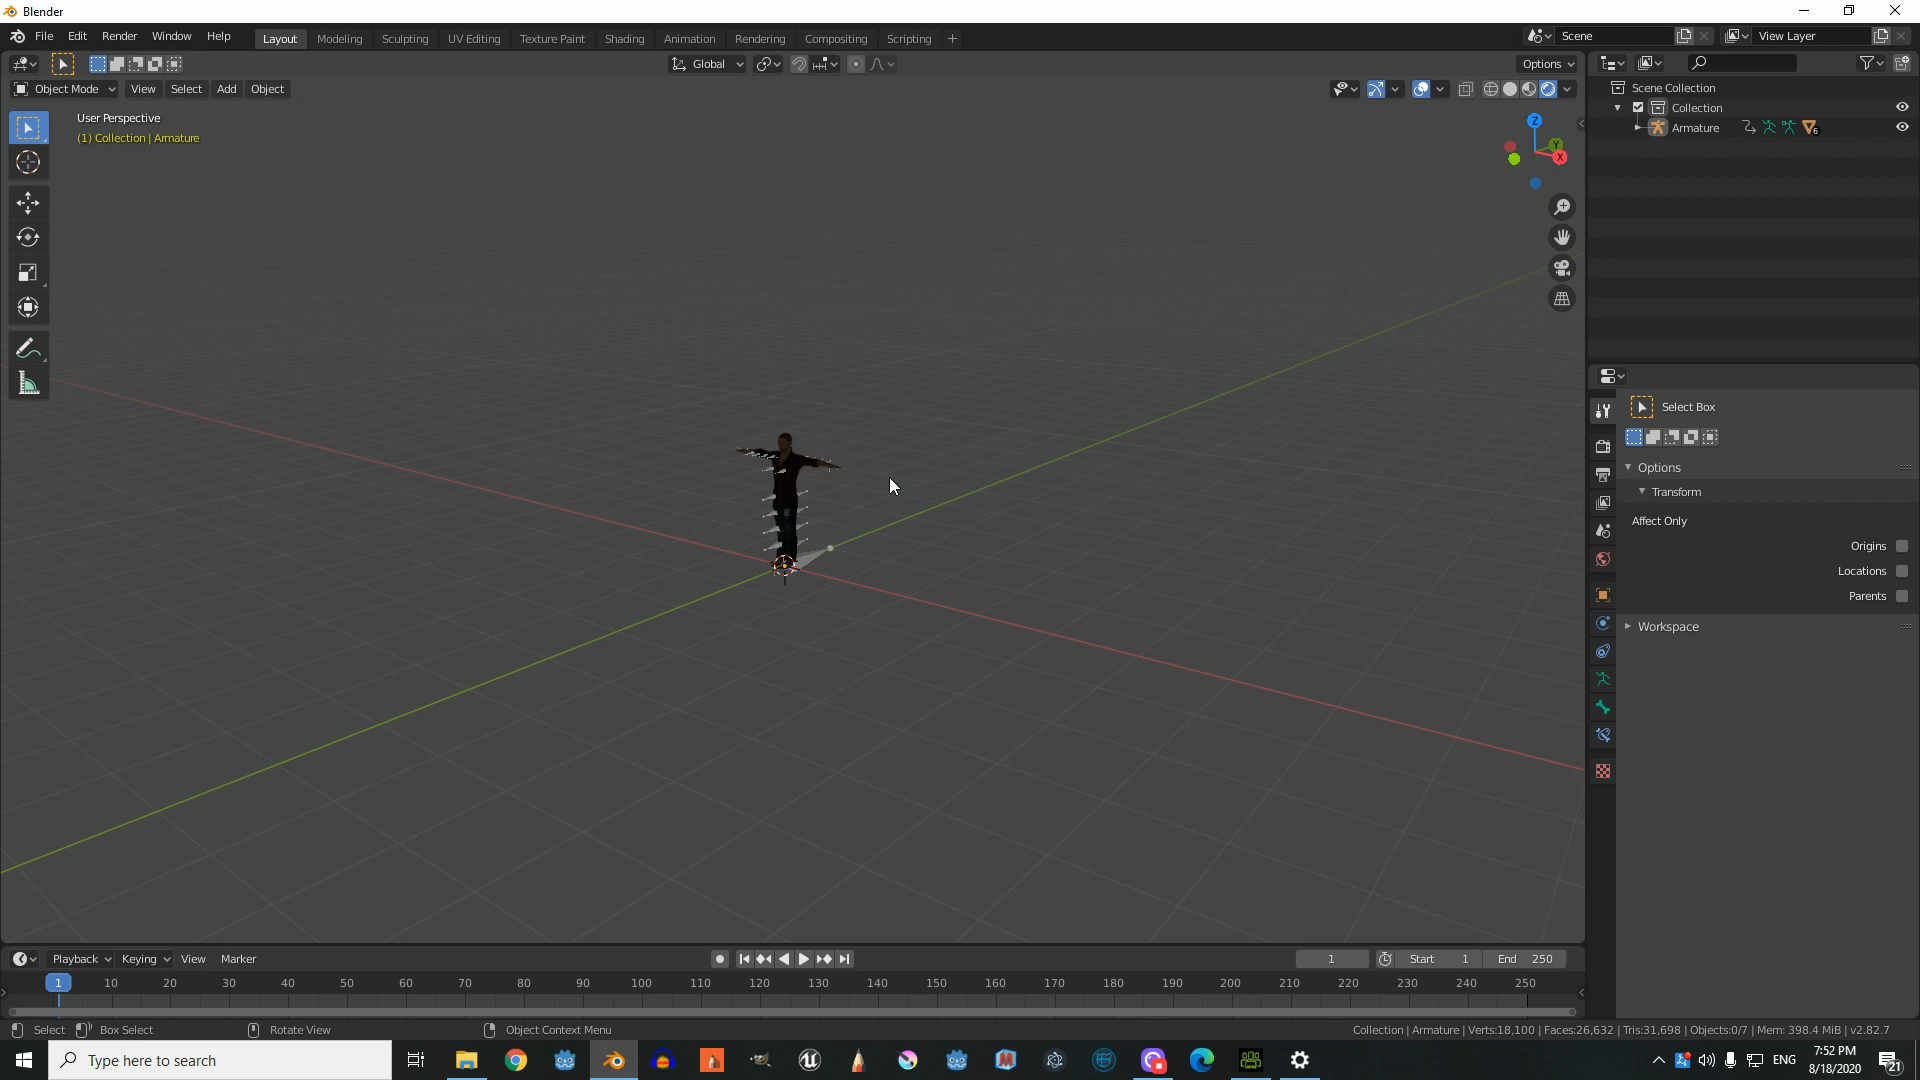 Blender
File Edit Render Window Help
Layout Modeling Sculpting UV Editing Texture Paint Shading Animation Rendering Compositing Scripting +
Scene
View Layer
Global
Options
Object Mode View Select Add Object
User Perspective
(1) Collection | Armature
Z
Y
X
Scene Collection
Collection
Armature
6
Select Box
Options
Transform
Affect Only
Origins
Locations
Parents
Workspace
Playback Keying View Marker
1 Start 1 End 250
1 10 20 30 40 50 60 70 80 90 100 110 120 130 140 150 160 170 180 190 200 210 220 230 240 250
Select Box Select Rotate View Object Context Menu
Collection | Armature | Verts:18,100 | Faces:26,632 | Tris:31,698 | Objects:0/7 | Mem: 398.4 MiB | v2.82.7
Type here to search
ENG
7:52 PM
8/18/2020
21